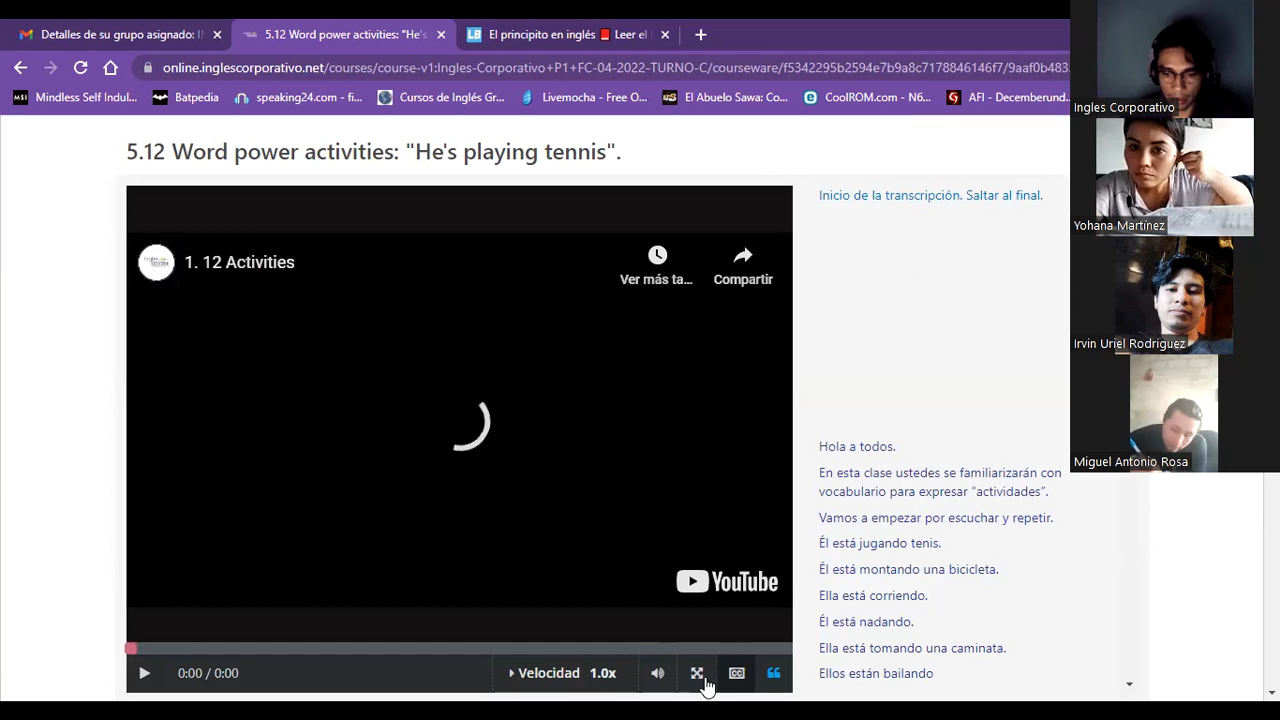 Detalles de su grupo asignado: I
5.12 Word power activities: "He's
LB El principito en inglés 📕 Leer el
online.inglescorporativo.net/courses/course-v1:Ingles-Corporativo+P1+FC-04-2022-TURNO-C/courseware/f5342295b2594e7b9a8c7178846146f7/9aaf0b483
Mindless Self Indul...
Batpedia
speaking24.com - fi...
Cursos de Inglés gr...
Livemocha - Free O...
El Abuelo Sawa: Co...
CoolROM.com - N6...
AFI - Decemberund...
5.12 Word power activities: "He's playing tennis".
1. 12 Activities
Ver más ta...
Compartir
YouTube
0:00 / 0:00
Velocidad 1.0x
CC
Inicio de la transcripción. Saltar al final.
Hola a todos.
En esta clase ustedes se familiarizarán con
vocabulario para expresar “actividades”.
Vamos a empezar por escuchar y repetir.
Él está jugando tenis.
Él está montando una bicicleta.
Ella está corriendo.
Él está nadando.
Ella está tomando una caminata.
Ellos están bailando
Ingles Corporativo
Yohana Martínez
Irvin Uriel Rodriguez
Miguel Antonio Rosa